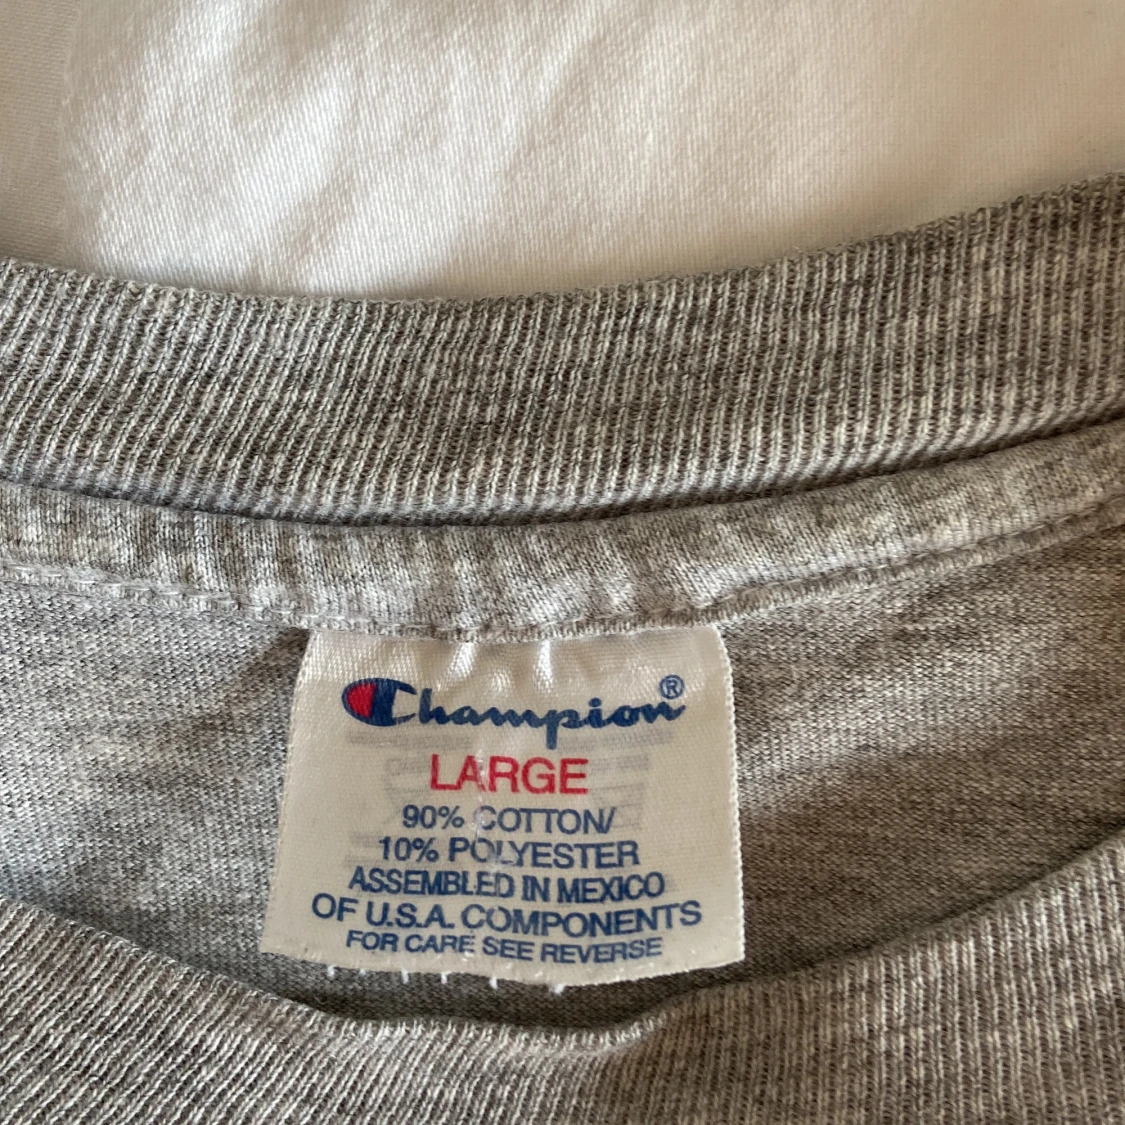 Champion®
LARGE
90% COTTON/
10% POLYESTER
ASSEMBLED IN MEXICO
OF U.S.A. COMPONENTS
FOR CARE SEE REVERSE